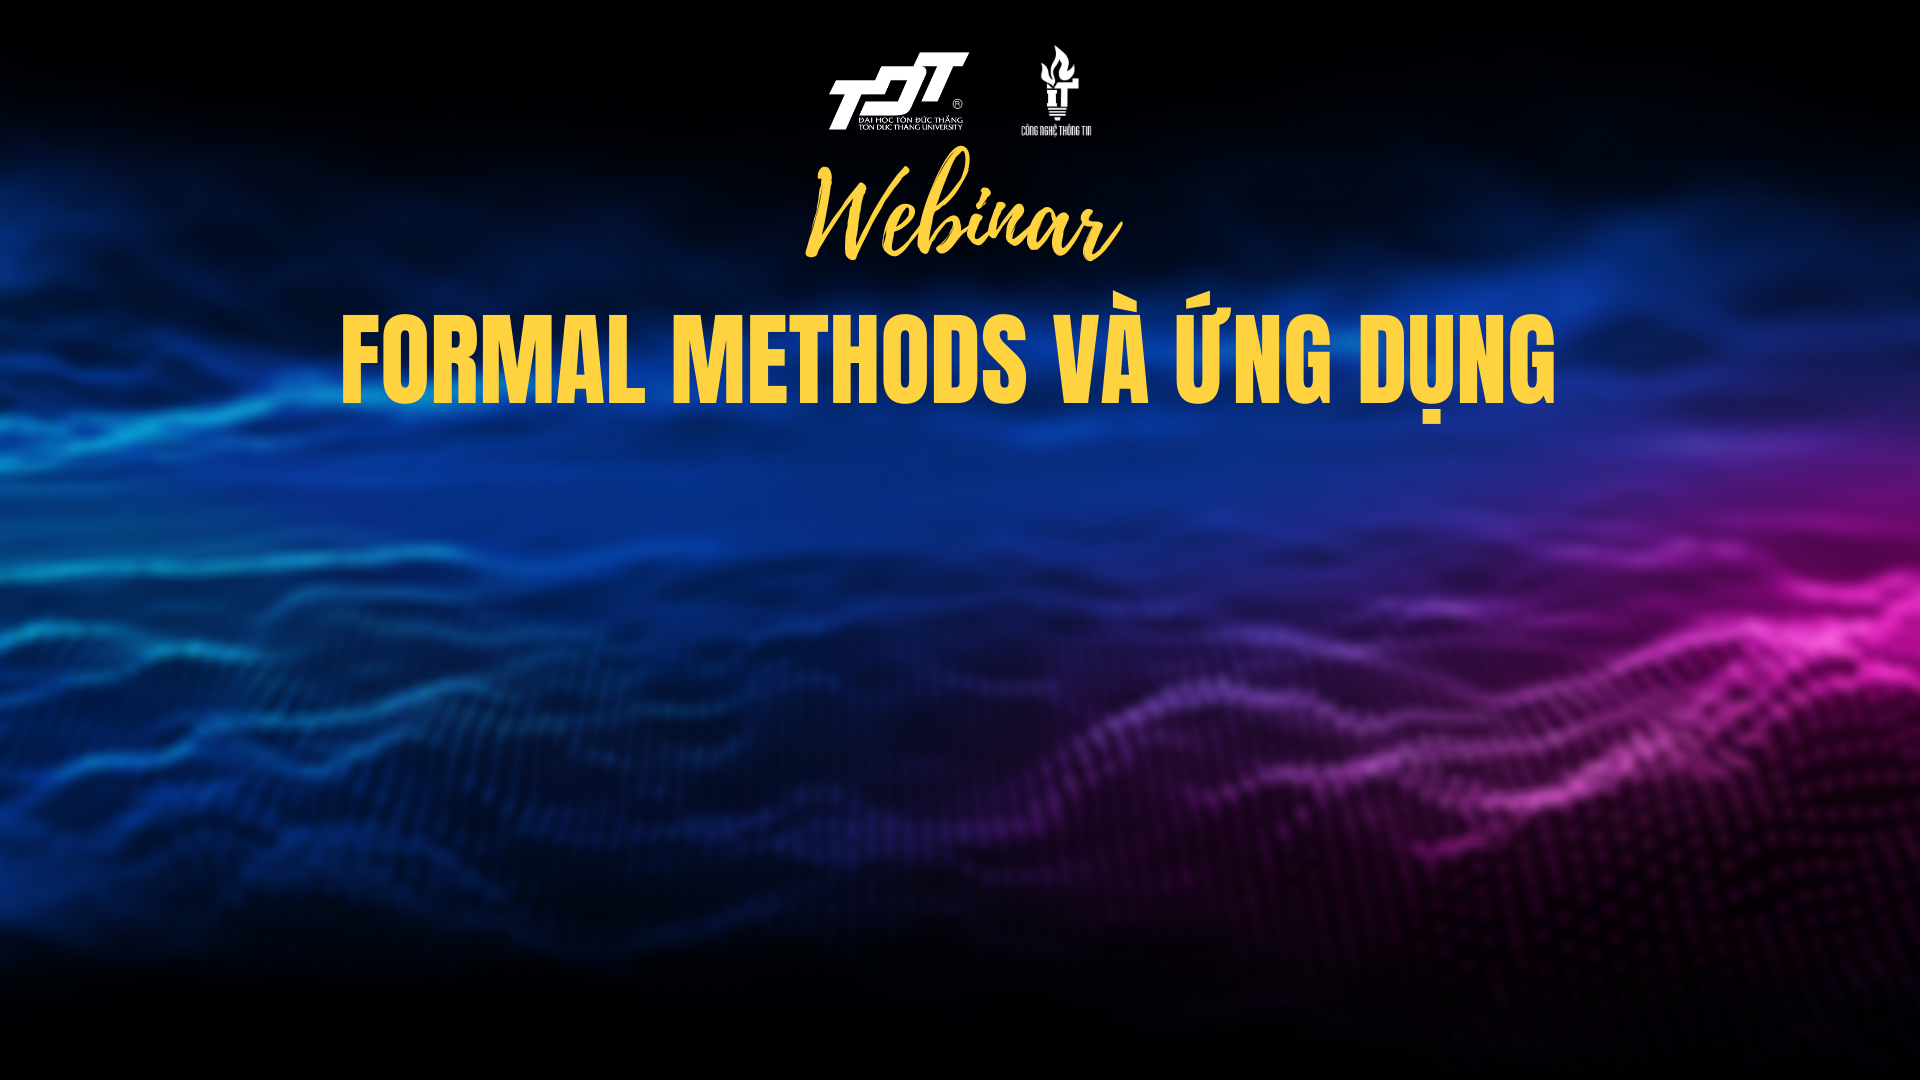 TDT
®
ĐẠI HỌC TÔN ĐỨC THẮNG
TON DUC THANG UNIVERSITY
IT
CÔNG NGHỆ THÔNG TIN
Webinar
FORMAL METHODS VÀ ỨNG DỤNG